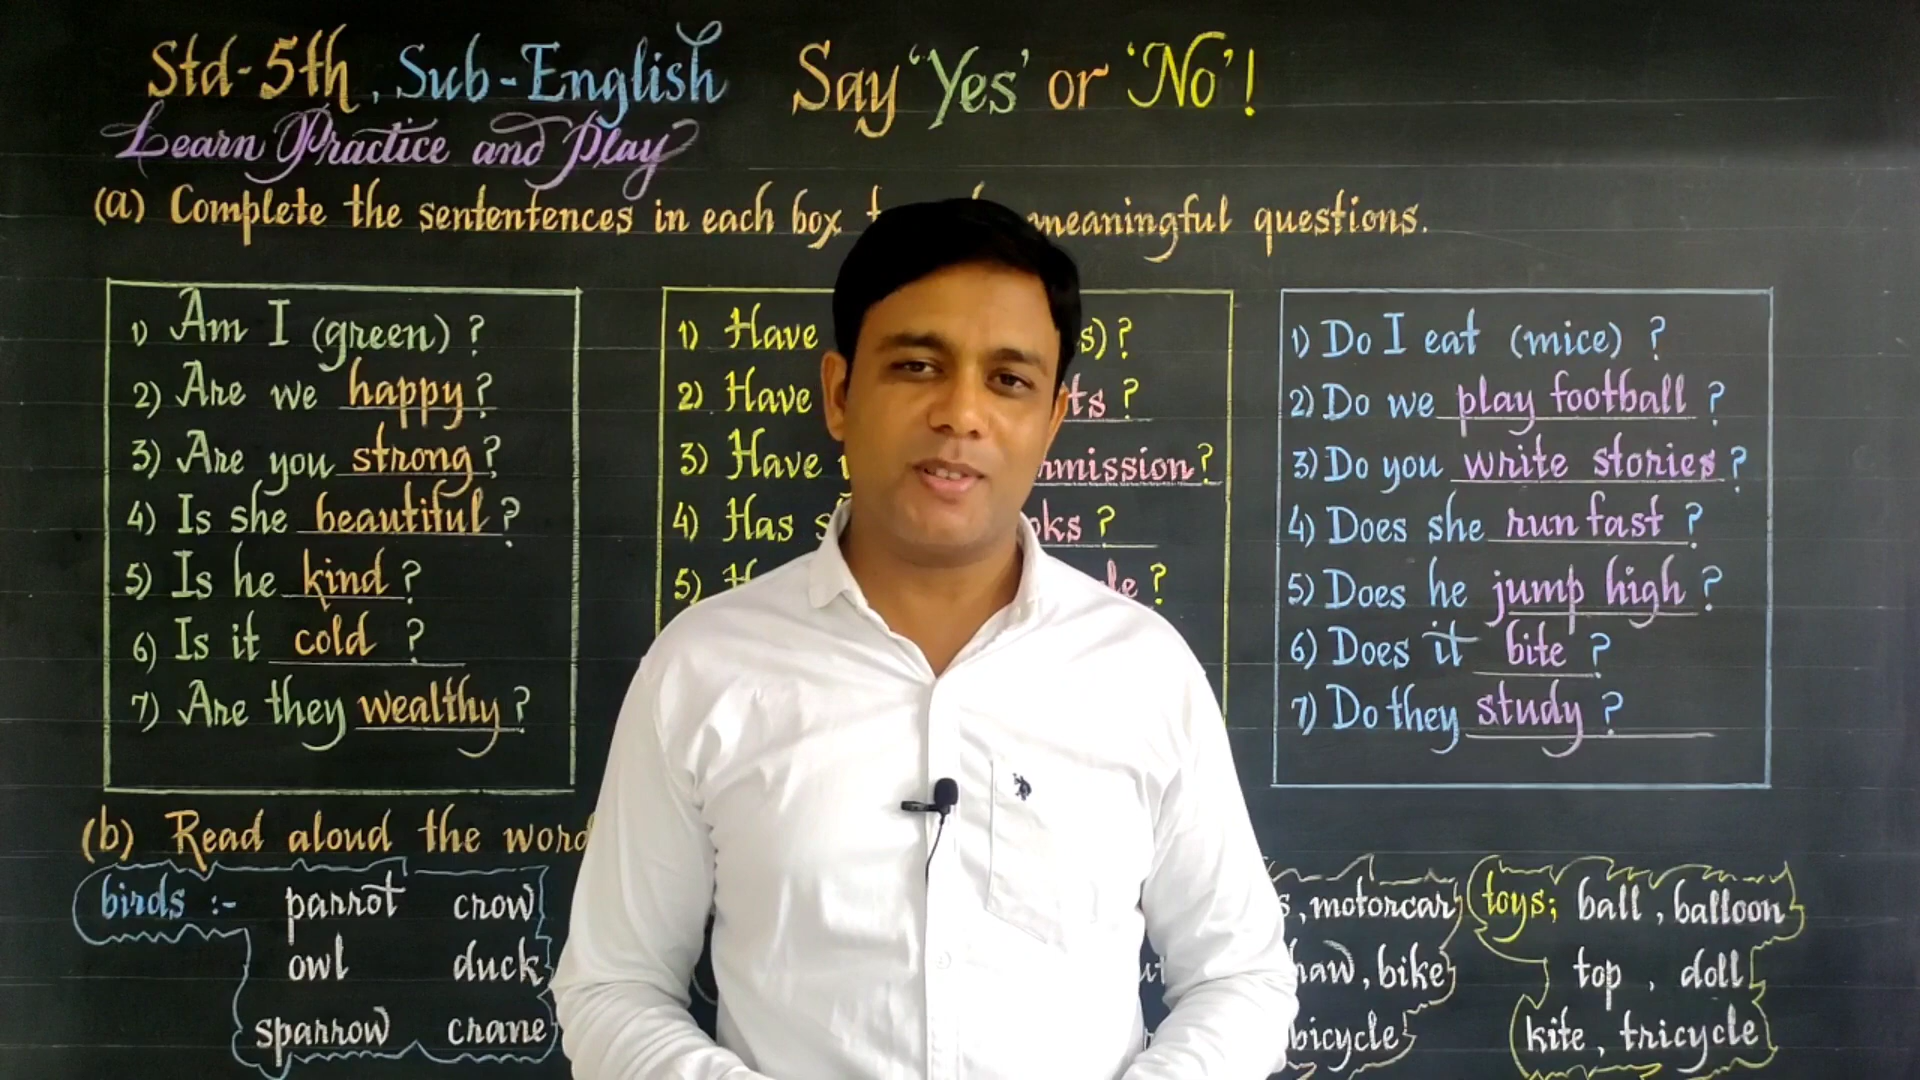 Std-5th, Sub-English Say 'Yes' or 'No'!
Learn Practice and Play
(a) Complete the sententences in each box meaningful questions.
1) Am I (green) ?
2) Are we happy ?
3) Are you strong ?
4) Is she beautiful ?
5) Is he kind ?
6) Is it cold ?
7) Are they wealthy ?
1) Have ?
2) Have ?
3) Have ?
4) Has ?
5) ?
1) Do I eat (mice) ?
2) Do we play football ?
3) Do you write stories ?
4) Does she run fast ?
5) Does he jump high ?
6) Does it bite ?
7) Do they study ?
(b) Read aloud the
birds :- parrot crow
owl duck
sparrow crane
, motorcar
, bike
bicycle
toys; ball, balloon
top, doll
kite, tricycle